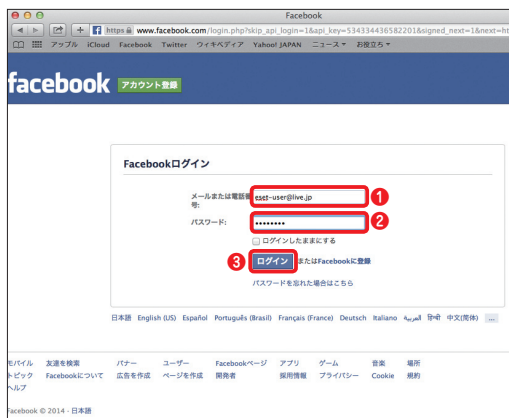 Facebook
https www.facebook.com/login.php?skip_api_login=1&api_key=534334436582201&signed_next=1&next=ht
アップル iCloud Facebook Twitter ウィキペディア Yahoo! JAPAN ニュース お役立ち
facebook アカウント登録
Facebookログイン
メールまたは電話番号: eset-user@live.jp 1
パスワード: •••••••• 2
ログインしたままにする
3 ログイン またはFacebookに登録
パスワードを忘れた場合はこちら
日本語 English (US) Español Português (Brasil) Français (France) Deutsch Italiano العربية हिन्दी 中文(简体) ...
モバイル 友達を検索 バナー ユーザー Facebookページ アプリ ゲーム 音楽 場所
トピック Facebookについて 広告を作成 ページを作成 開発者 採用情報 プライバシー Cookie 規約
ヘルプ
Facebook © 2014 · 日本語